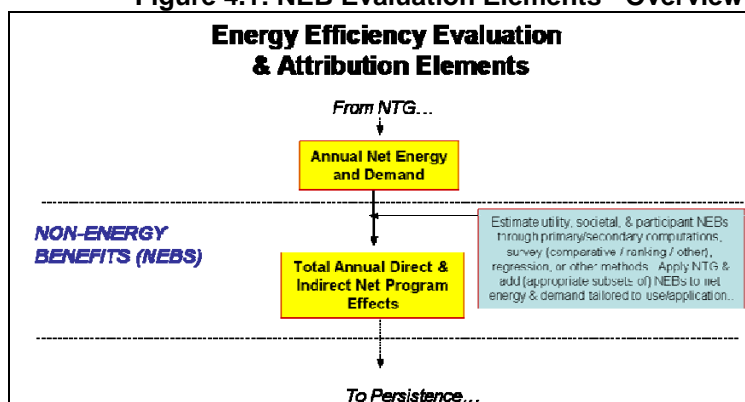 Figure 4.1: NEB Evaluation Elements - Overview
Energy Efficiency Evaluation
& Attribution Elements
From NTG...
Annual Net Energy
and Demand
NON-ENERGY
BENEFITS (NEBS)
Estimate utility, societal, & participant NEBs
through primary/secondary computations,
survey (comparative / ranking / other),
regression, or other methods. Apply NTG &
add (appropriate subsets of) NEBs to net
energy & demand tailored to use/application..
Total Annual Direct &
Indirect Net Program
Effects
To Persistence...